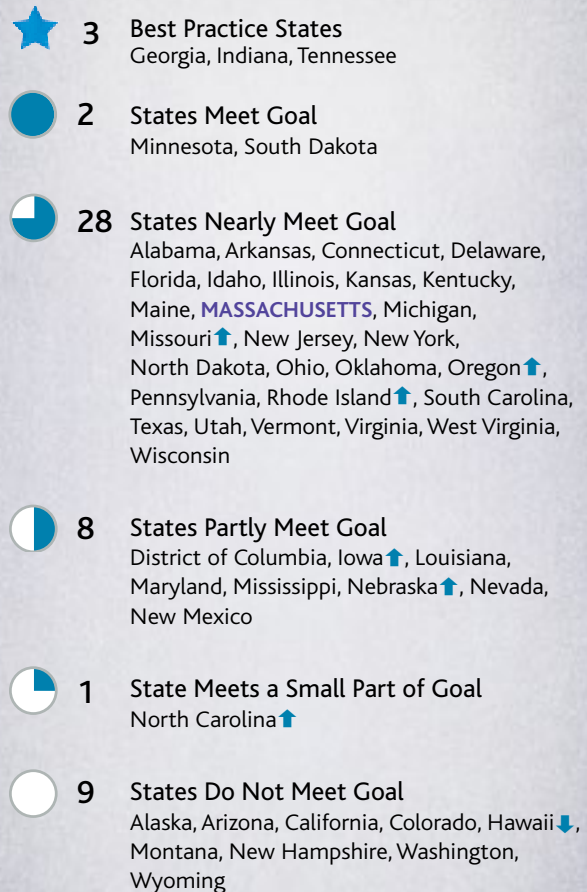 3 Best Practice States
Georgia, Indiana, Tennessee
2 States Meet Goal
Minnesota, South Dakota
28 States Nearly Meet Goal
Alabama, Arkansas, Connecticut, Delaware,
Florida, Idaho, Illinois, Kansas, Kentucky,
Maine, MASSACHUSETTS, Michigan,
Missouri⬆, New Jersey, New York,
North Dakota, Ohio, Oklahoma, Oregon⬆,
Pennsylvania, Rhode Island⬆, South Carolina,
Texas, Utah, Vermont, Virginia, West Virginia,
Wisconsin
8 States Partly Meet Goal
District of Columbia, Iowa⬆, Louisiana,
Maryland, Mississippi, Nebraska⬆, Nevada,
New Mexico
1 State Meets a Small Part of Goal
North Carolina⬆
9 States Do Not Meet Goal
Alaska, Arizona, California, Colorado, Hawaii⬇,
Montana, New Hampshire, Washington,
Wyoming